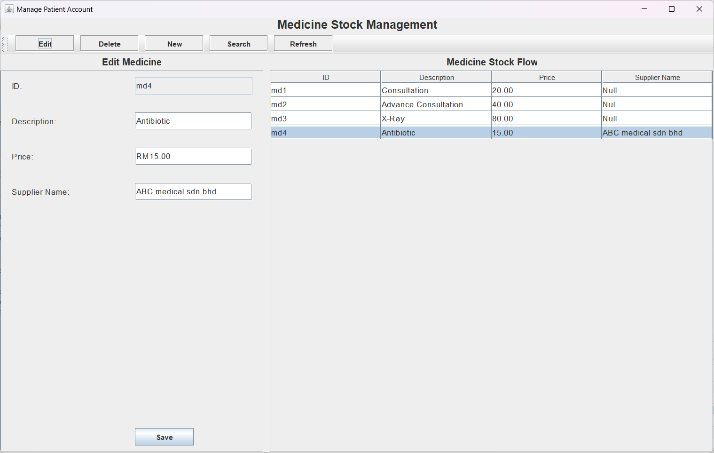 Manage Patient Account
Medicine Stock Management
Edit Delete New Search Refresh
Edit Medicine
ID: md4
Description: Antibiotic
Price: RM15.00
Supplier Name: ABC medical sdn bhd
Save
Medicine Stock Flow
ID Description Price Supplier Name
md1 Consultation 20.00 Null
md2 Advance Consultation 40.00 Nul
md3 X-Ray 80.00 Null
md4 Antibiotic 15.00 ABC medical sdn bhd